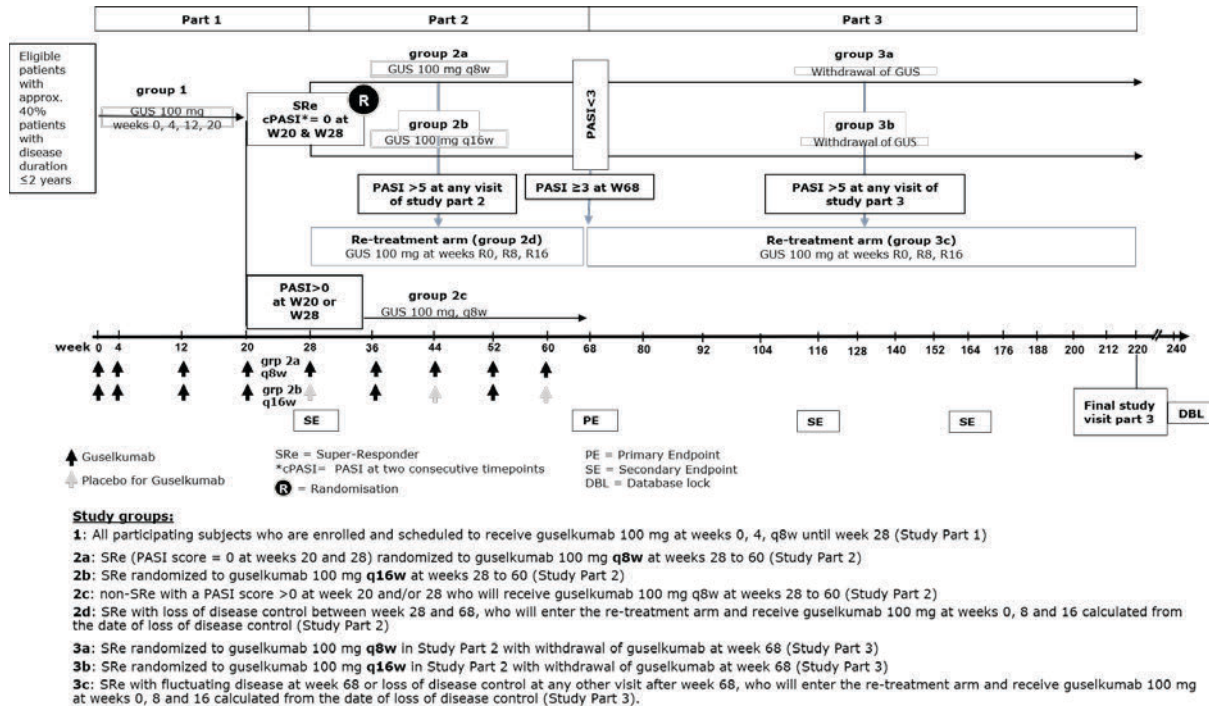 Part 1
Part 2
Part 3
Eligible
patients
with
approx.
40%
patients
with
disease
duration
≤2 years
group 1
GUS 100 mg
weeks 0, 4, 12, 20
SRe
cPASI*= 0 at
W20 & W28
R
group 2a
GUS 100 mg q8w
group 2b
GUS 100 mg q16w
PASI<3
group 3a
Withdrawal of GUS
group 3b
Withdrawal of GUS
PASI >5 at any visit
of study part 2
PASI ≥3 at W68
PASI >5 at any visit of
study part 3
Re-treatment arm (group 2d)
GUS 100 mg at weeks R0, R8, R16
Re-treatment arm (group 3c)
GUS 100 mg at weeks R0, R8, R16
PASI>0
at W20 or
W28
group 2c
GUS 100 mg, q8w
week 0 4 12 20 28 36 44 52 60 68 80 92 104 116 128 140 152 164 176 188 200 212 220 240
grp 2a
q8w
grp 2b
q16w
SE
PE
SE
SE
Final study
visit part 3
DBL
Guselkumab
Placebo for Guselkumab
SRe = Super-Responder
*cPASI= PASI at two consecutive timepoints
R = Randomisation
PE = Primary Endpoint
SE = Secondary Endpoint
DBL = Database lock
Study groups:
1: All participating subjects who are enrolled and scheduled to receive guselkumab 100 mg at weeks 0, 4, q8w until week 28 (Study Part 1)
2a: SRe (PASI score = 0 at weeks 20 and 28) randomized to guselkumab 100 mg q8w at weeks 28 to 60 (Study Part 2)
2b: SRe randomized to guselkumab 100 mg q16w at weeks 28 to 60 (Study Part 2)
2c: non-SRe with a PASI score >0 at week 20 and/or 28 who will receive guselkumab 100 mg q8w at weeks 28 to 60 (Study Part 2)
2d: SRe with loss of disease control between week 28 and 68, who will enter the re-treatment arm and receive guselkumab 100 mg at weeks 0, 8 and 16 calculated from
the date of loss of disease control (Study Part 2)
3a: SRe randomized to guselkumab 100 mg q8w in Study Part 2 with withdrawal of guselkumab at week 68 (Study Part 3)
3b: SRe randomized to guselkumab 100 mg q16w in Study Part 2 with withdrawal of guselkumab at week 68 (Study Part 3)
3c: SRe with fluctuating disease at week 68 or loss of disease control at any other visit after week 68, who will enter the re-treatment arm and receive guselkumab 100 mg
at weeks 0, 8 and 16 calculated from the date of loss of disease control (Study Part 3).